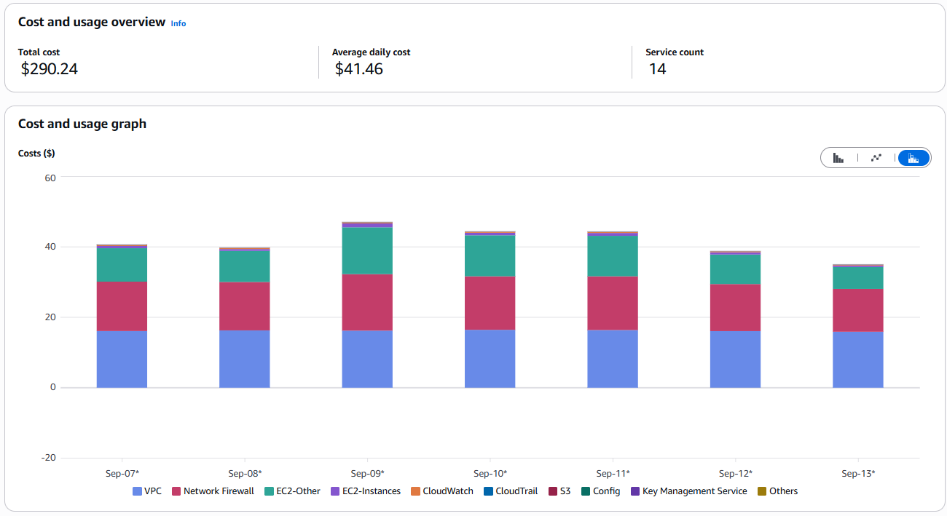 Cost and usage overview Info
Total cost Average daily cost Service count
$290.24 $41.46 14
Cost and usage graph
Costs ($)
60
40
20
0
-20
Sep-07* Sep-08* Sep-09* Sep-10* Sep-11* Sep-12* Sep-13*
VPC Network Firewall EC2-Other EC2-Instances CloudWatch CloudTrail S3 Config Key Management Service Others